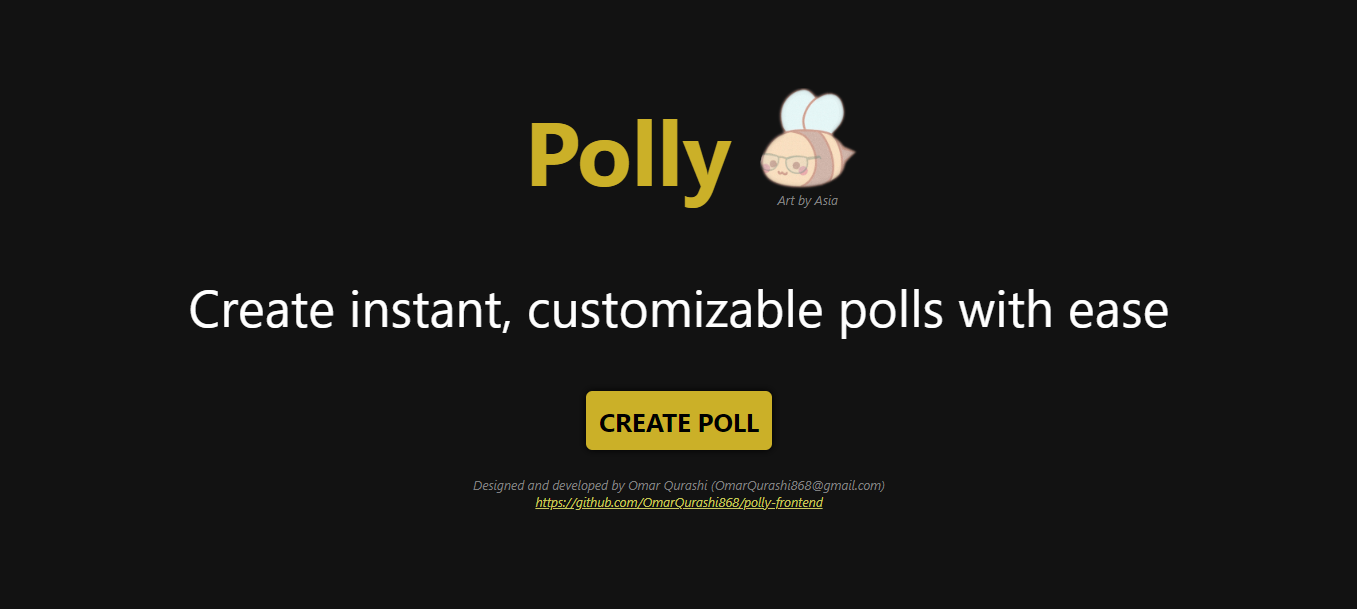 Polly
Art by Asia
Create instant, customizable polls with ease
CREATE POLL
Designed and developed by Omar Qurashi (OmarQurashi868@gmail.com)
https://github.com/OmarQurashi868/polly-frontend